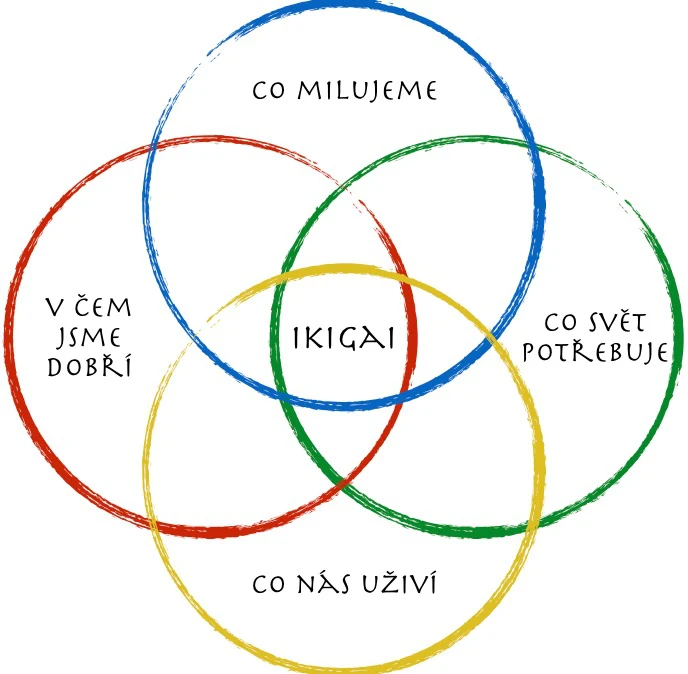 CO MILUJEME
V ČEM
JSME
DOBŘÍ
IKIGAI
CO SVĚT
POTŘEBUJE
CO NÁS UŽIVÍ